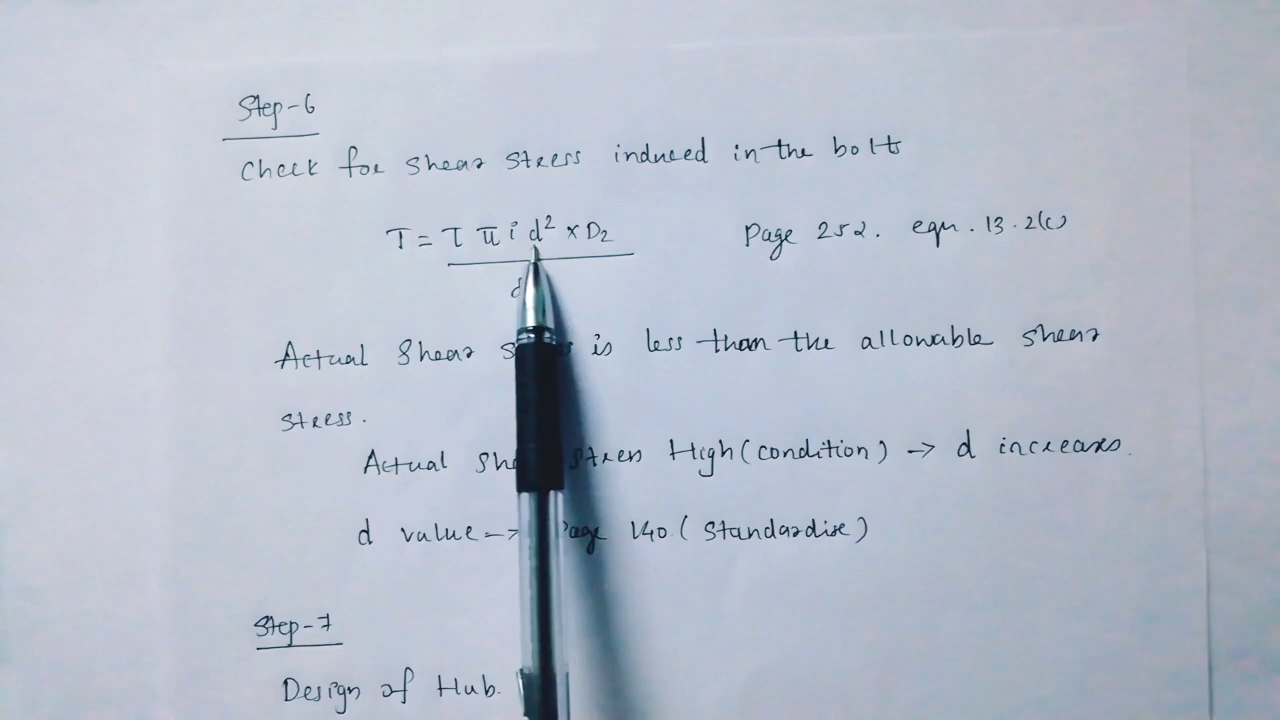 Step-6
Check for shear stress induced in the bolts
T = τ π i d² × D₂ Page 252. eqn. 13.2(c)
Actual Shear is less than the allowable shear
stress.
Actual stress High (condition) → d increases.
d value → Page 140 (Standardise)
Step-7
Design of Hub.